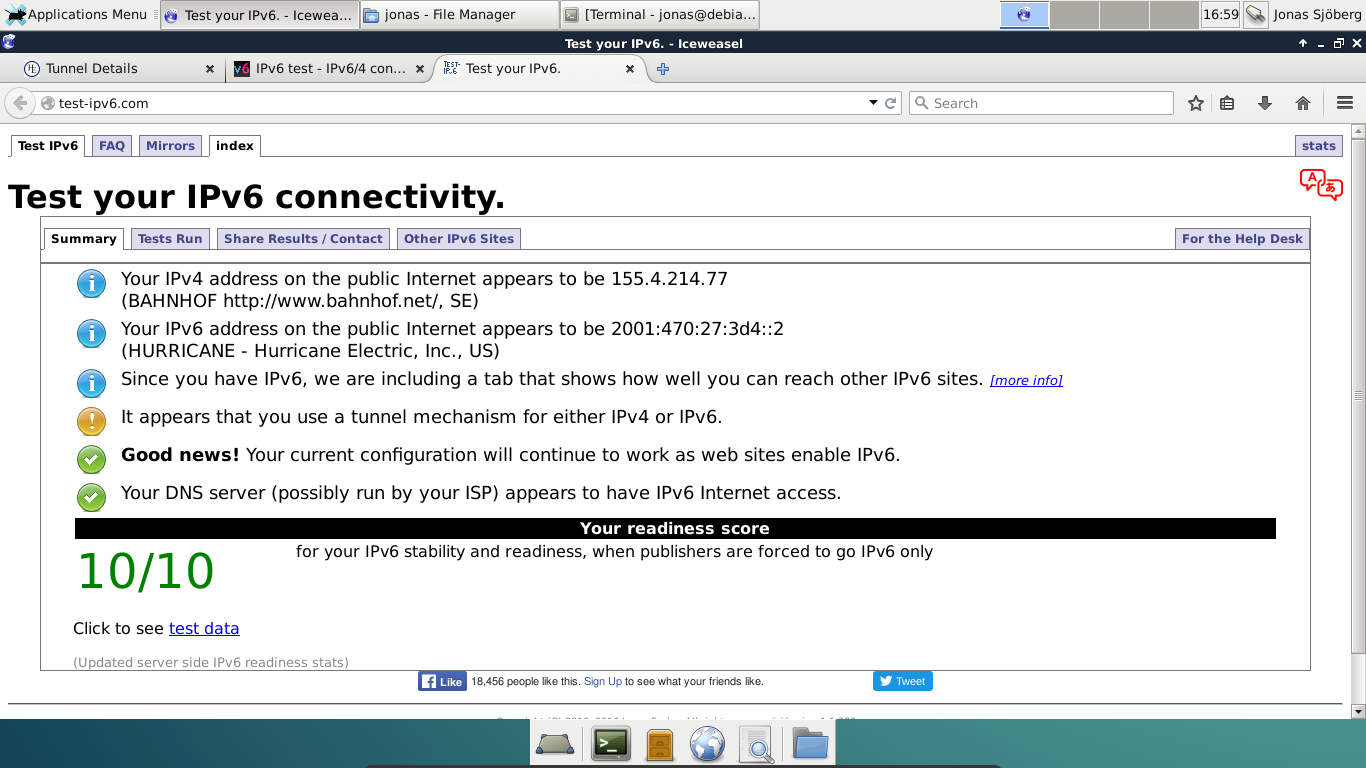 Applications Menu
Test your IPv6. - Icewea...
jonas - File Manager
[Terminal - jonas@debia...
16:59
Jonas Sjöberg
Test your IPv6. - Iceweasel
Tunnel Details
IPv6 test - IPv6/4 con...
Test your IPv6.
test-ipv6.com
Search
Test IPv6
FAQ
Mirrors
index
stats
Test your IPv6 connectivity.
Summary
Tests Run
Share Results / Contact
Other IPv6 Sites
For the Help Desk
Your IPv4 address on the public Internet appears to be 155.4.214.77
(BAHNHOF http://www.bahnhof.net/, SE)
Your IPv6 address on the public Internet appears to be 2001:470:27:3d4::2
(HURRICANE - Hurricane Electric, Inc., US)
Since you have IPv6, we are including a tab that shows how well you can reach other IPv6 sites. [more info]
It appears that you use a tunnel mechanism for either IPv4 or IPv6.
Good news! Your current configuration will continue to work as web sites enable IPv6.
Your DNS server (possibly run by your ISP) appears to have IPv6 Internet access.
Your readiness score
10/10
for your IPv6 stability and readiness, when publishers are forced to go IPv6 only
Click to see test data
(Updated server side IPv6 readiness stats)
Like
18,456 people like this. Sign Up to see what your friends like.
Tweet